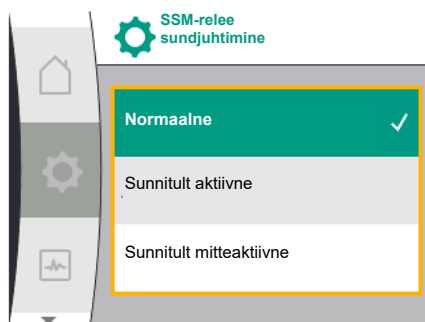 SSM-relee
sundjuhtimine
Normaalne
Sunnitult aktiivne
Sunnitult mitteaktiivne